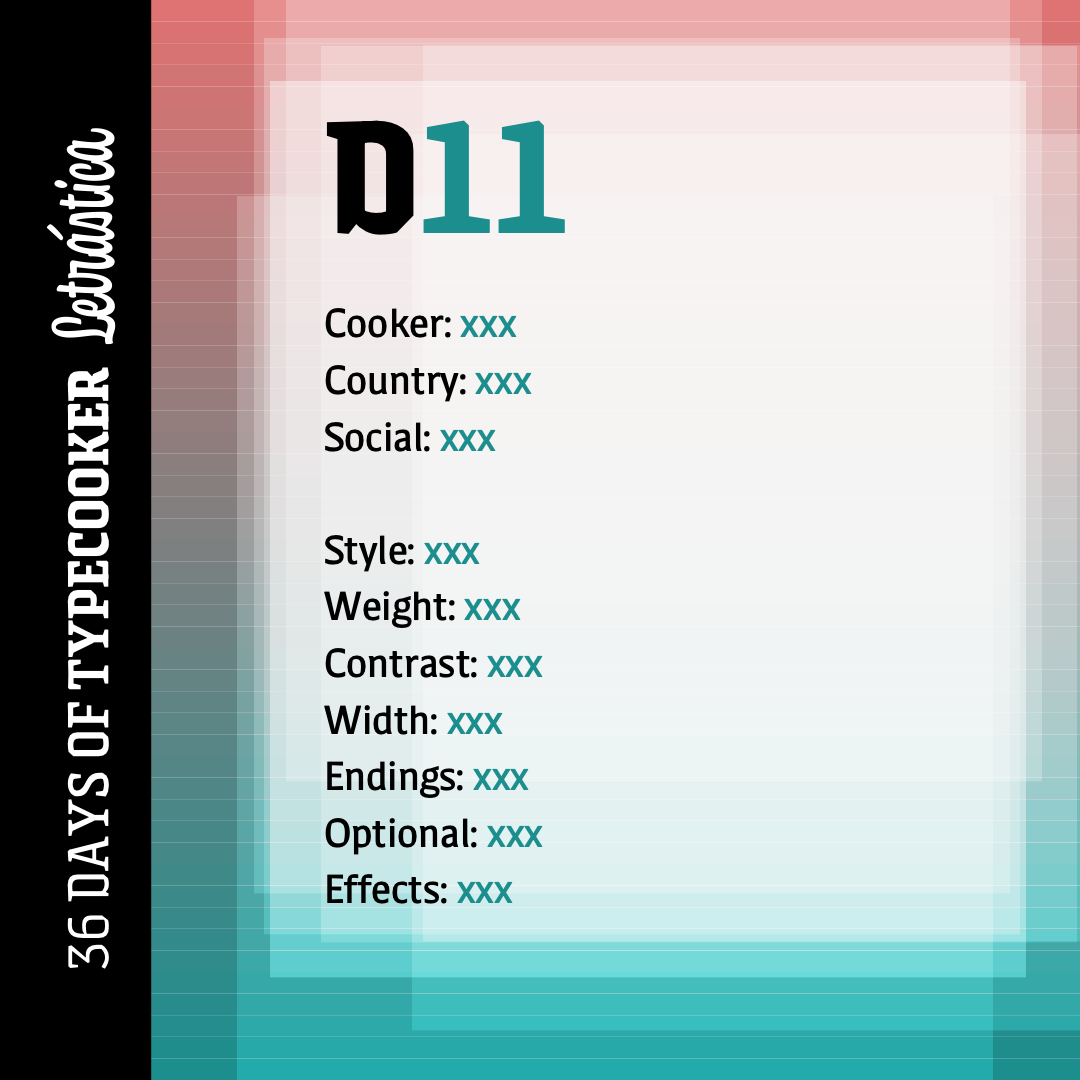 36 DAYS OF TYPECOOKER Letrástica
D11
Cooker: xxx
Country: xxx
Social: xxx
Style: xxx
Weight: xxx
Contrast: xxx
Width: xxx
Endings: xxx
Optional: xxx
Effects: xxx